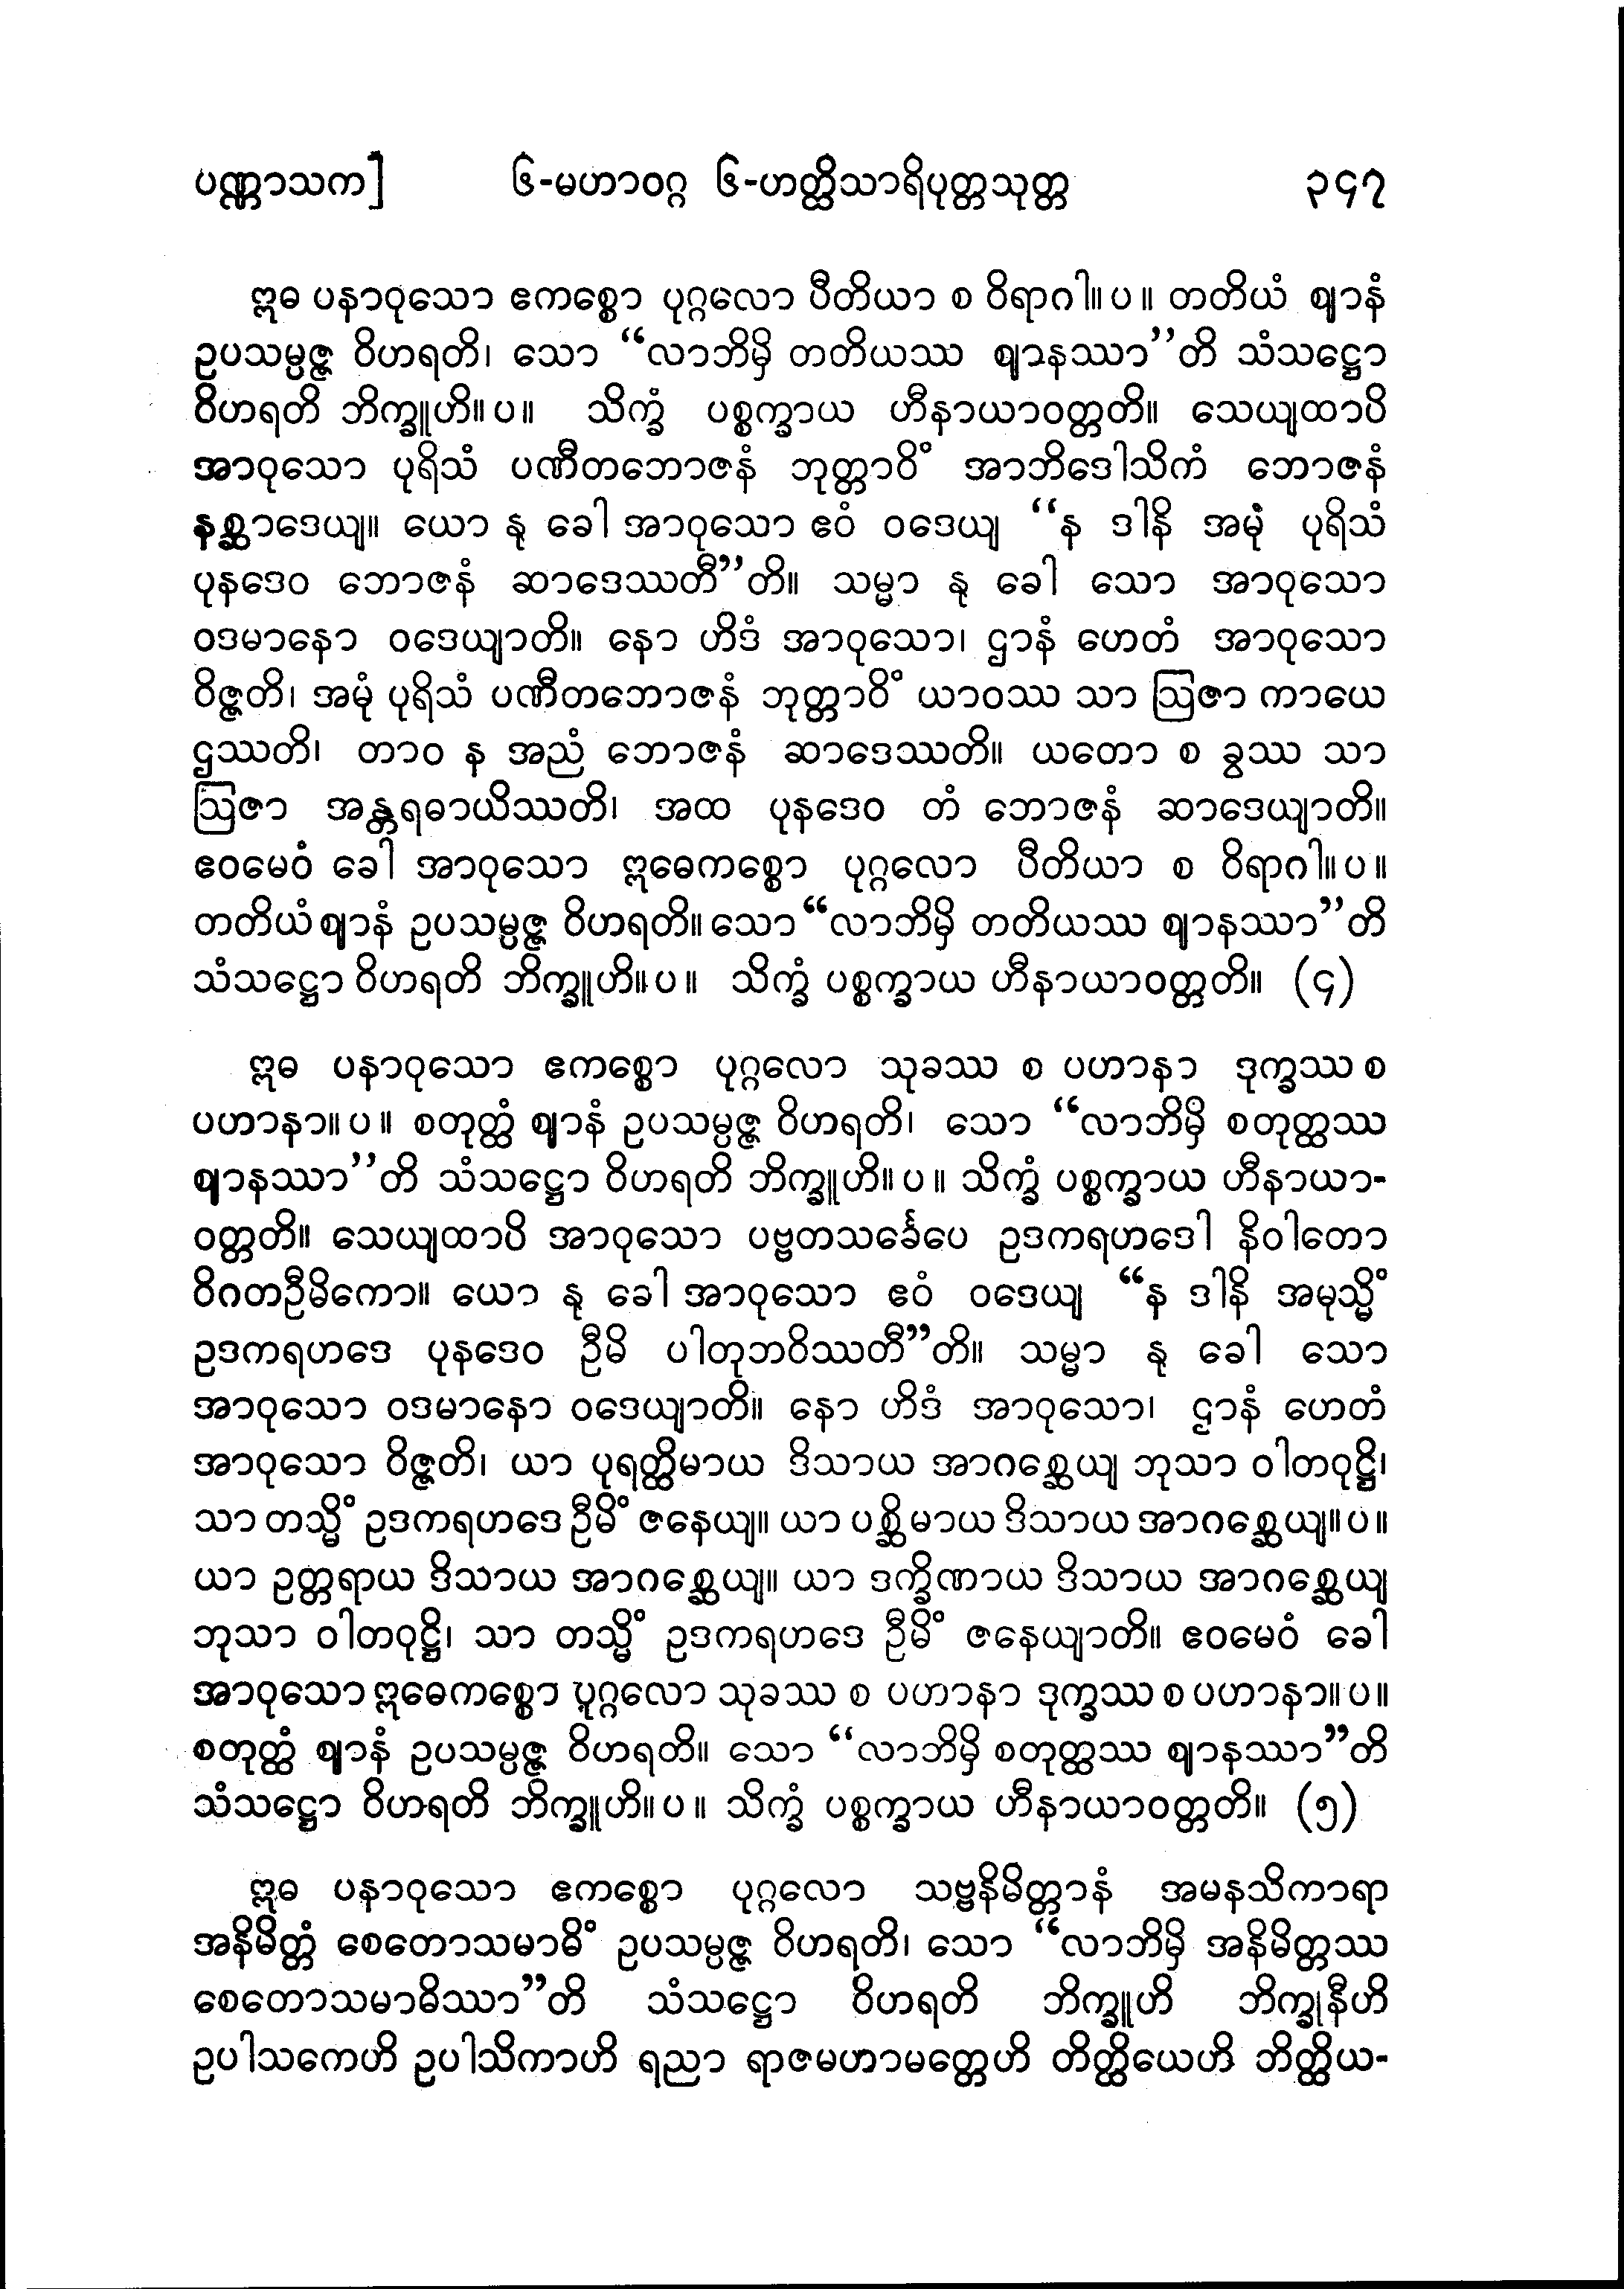 ပဏ္ဏာသက] ၆-မဟာဝဂ္ဂ ၆-ဟတ္ထိသာရိပုတ္တသုတ္တ ၃၄၇
ဣဓ ပနာဝုသော ဧကစ္စော ပုဂ္ဂလော ပီတိယာ စ ဝိရာဂါ။ ပ ။ တတိယံ ဈာနံ
ဥပသမ္ပဇ္ဇ ဝိဟရတိ၊ သော “လာဘိမှိ တတိယဿ ဈာနဿာ”တိ သံသဋ္ဌော
ဝိဟရတိ ဘိက္ခူဟိ။ ပ ။ သိက္ခံ ပစ္စက္ခာယ ဟီနာယာဝတ္တတိ။ သေယျထာပိ
အာဝုသော ပုရိသံ ပဏီတဘောဇနံ ဘုတ္တာဝိံ အာဘိဒေါသိကံ ဘောဇနံ
နစ္ဆာဒေယျ။ ယော နု ခေါ အာဝုသော ဧဝံ ဝဒေယျ “န ဒါနိ အမုံ ပုရိသံ
ပုနဒေဝ ဘောဇနံ ဆာဒေဿတီ”တိ။ သမ္မာ နု ခေါ သော အာဝုသော
ဝဒမာနော ဝဒေယျာတိ။ နော ဟိဒံ အာဝုသော၊ ဌာနံ ဟေတံ အာဝုသော
ဝိဇ္ဇတိ၊ အမုံ ပုရိသံ ပဏီတဘောဇနံ ဘုတ္တာဝိံ ယာဝဿ သာ ဩဇာ ကာယေ
ဌဿတိ၊ တာဝ န အညံ ဘောဇနံ ဆာဒေဿတိ။ ယတော စ ခွဿ သာ
ဩဇာ အန္တရဓာယိဿတိ၊ အထ ပုနဒေဝ တံ ဘောဇနံ ဆာဒေယျာတိ။
ဧဝမေဝံ ခေါ အာဝုသော ဣဓေကစ္စော ပုဂ္ဂလော ပီတိယာ စ ဝိရာဂါ။ ပ ။
တတိယံ ဈာနံ ဥပသမ္ပဇ္ဇ ဝိဟရတိ။ သော “လာဘိမှိ တတိယဿ ဈာနဿာ”တိ
သံသဋ္ဌော ဝိဟရတိ ဘိက္ခူဟိ။ ပ ။ သိက္ခံ ပစ္စက္ခာယ ဟီနာယာဝတ္တတိ။ (၄)
ဣဓ ပနာဝုသော ဧကစ္စော ပုဂ္ဂလော သုခဿ စ ပဟာနာ ဒုက္ခဿ စ
ပဟာနာ။ ပ ။ စတုတ္ထံ ဈာနံ ဥပသမ္ပဇ္ဇ ဝိဟရတိ၊ သော “လာဘိမှိ စတုတ္ထဿ
ဈာနဿာ”တိ သံသဋ္ဌော ဝိဟရတိ ဘိက္ခူဟိ။ ပ ။ သိက္ခံ ပစ္စက္ခာယ ဟီနာယာ-
ဝတ္တတိ။ သေယျထာပိ အာဝုသော ပဗ္ဗတသင်္ခေပေ ဥဒကရဟဒေါ နိဝါတော
ဝိဂတဦမိကော။ ယော နု ခေါ အာဝုသော ဧဝံ ဝဒေယျ “န ဒါနိ အမုသ္မိံ
ဥဒကရဟဒေ ပုနဒေဝ ဦမိ ပါတုဘဝိဿတီ”တိ။ သမ္မာ နု ခေါ သော
အာဝုသော ဝဒမာနော ဝဒေယျာတိ။ နော ဟိဒံ အာဝုသော၊ ဌာနံ ဟေတံ
အာဝုသော ဝိဇ္ဇတိ၊ ယာ ပုရတ္ထိမာယ ဒိသာယ အာဂစ္ဆေယျ ဘုသာ ဝါတဝုဋ္ဌိ၊
သာ တသ္မိံ ဥဒကရဟဒေ ဦမိံ ဇနေယျ။ ယာ ပစ္ဆိမာယ ဒိသာယ အာဂစ္ဆေယျ။ ပ ။
ယာ ဥတ္တရာယ ဒိသာယ အာဂစ္ဆေယျ။ ယာ ဒက္ခိဏာယ ဒိသာယ အာဂစ္ဆေယျ
ဘုသာ ဝါတဝုဋ္ဌိ၊ သာ တသ္မိံ ဥဒကရဟဒေ ဦမိံ ဇနေယျာတိ။ ဧဝမေဝံ ခေါ
အာဝုသော ဣဓေကစ္စော ပုဂ္ဂလော သုခဿ စ ပဟာနာ ဒုက္ခဿ စ ပဟာနာ။ ပ ။
စတုတ္ထံ ဈာနံ ဥပသမ္ပဇ္ဇ ဝိဟရတိ။ သော “လာဘိမှိ စတုတ္ထဿ ဈာနဿာ”တိ
သံသဋ္ဌော ဝိဟရတိ ဘိက္ခူဟိ။ ပ ။ သိက္ခံ ပစ္စက္ခာယ ဟီနာယာဝတ္တတိ။ (၅)
ဣဓ ပနာဝုသော ဧကစ္စော ပုဂ္ဂလော သဗ္ဗနိမိတ္တာနံ အမနသိကာရာ
အနိမိတ္တံ စေတောသမာဓိံ ဥပသမ္ပဇ္ဇ ဝိဟရတိ၊ သော “လာဘိမှိ အနိမိတ္တဿ
စေတောသမာဓိဿာ”တိ သံသဋ္ဌော ဝိဟရတိ ဘိက္ခူဟိ ဘိက္ခုနီဟိ
ဥပါသကေဟိ ဥပါသိကာဟိ ရညာ ရာဇမဟာမတ္တေဟိ တိတ္ထိယေဟိ ဘိတ္ထိယ-